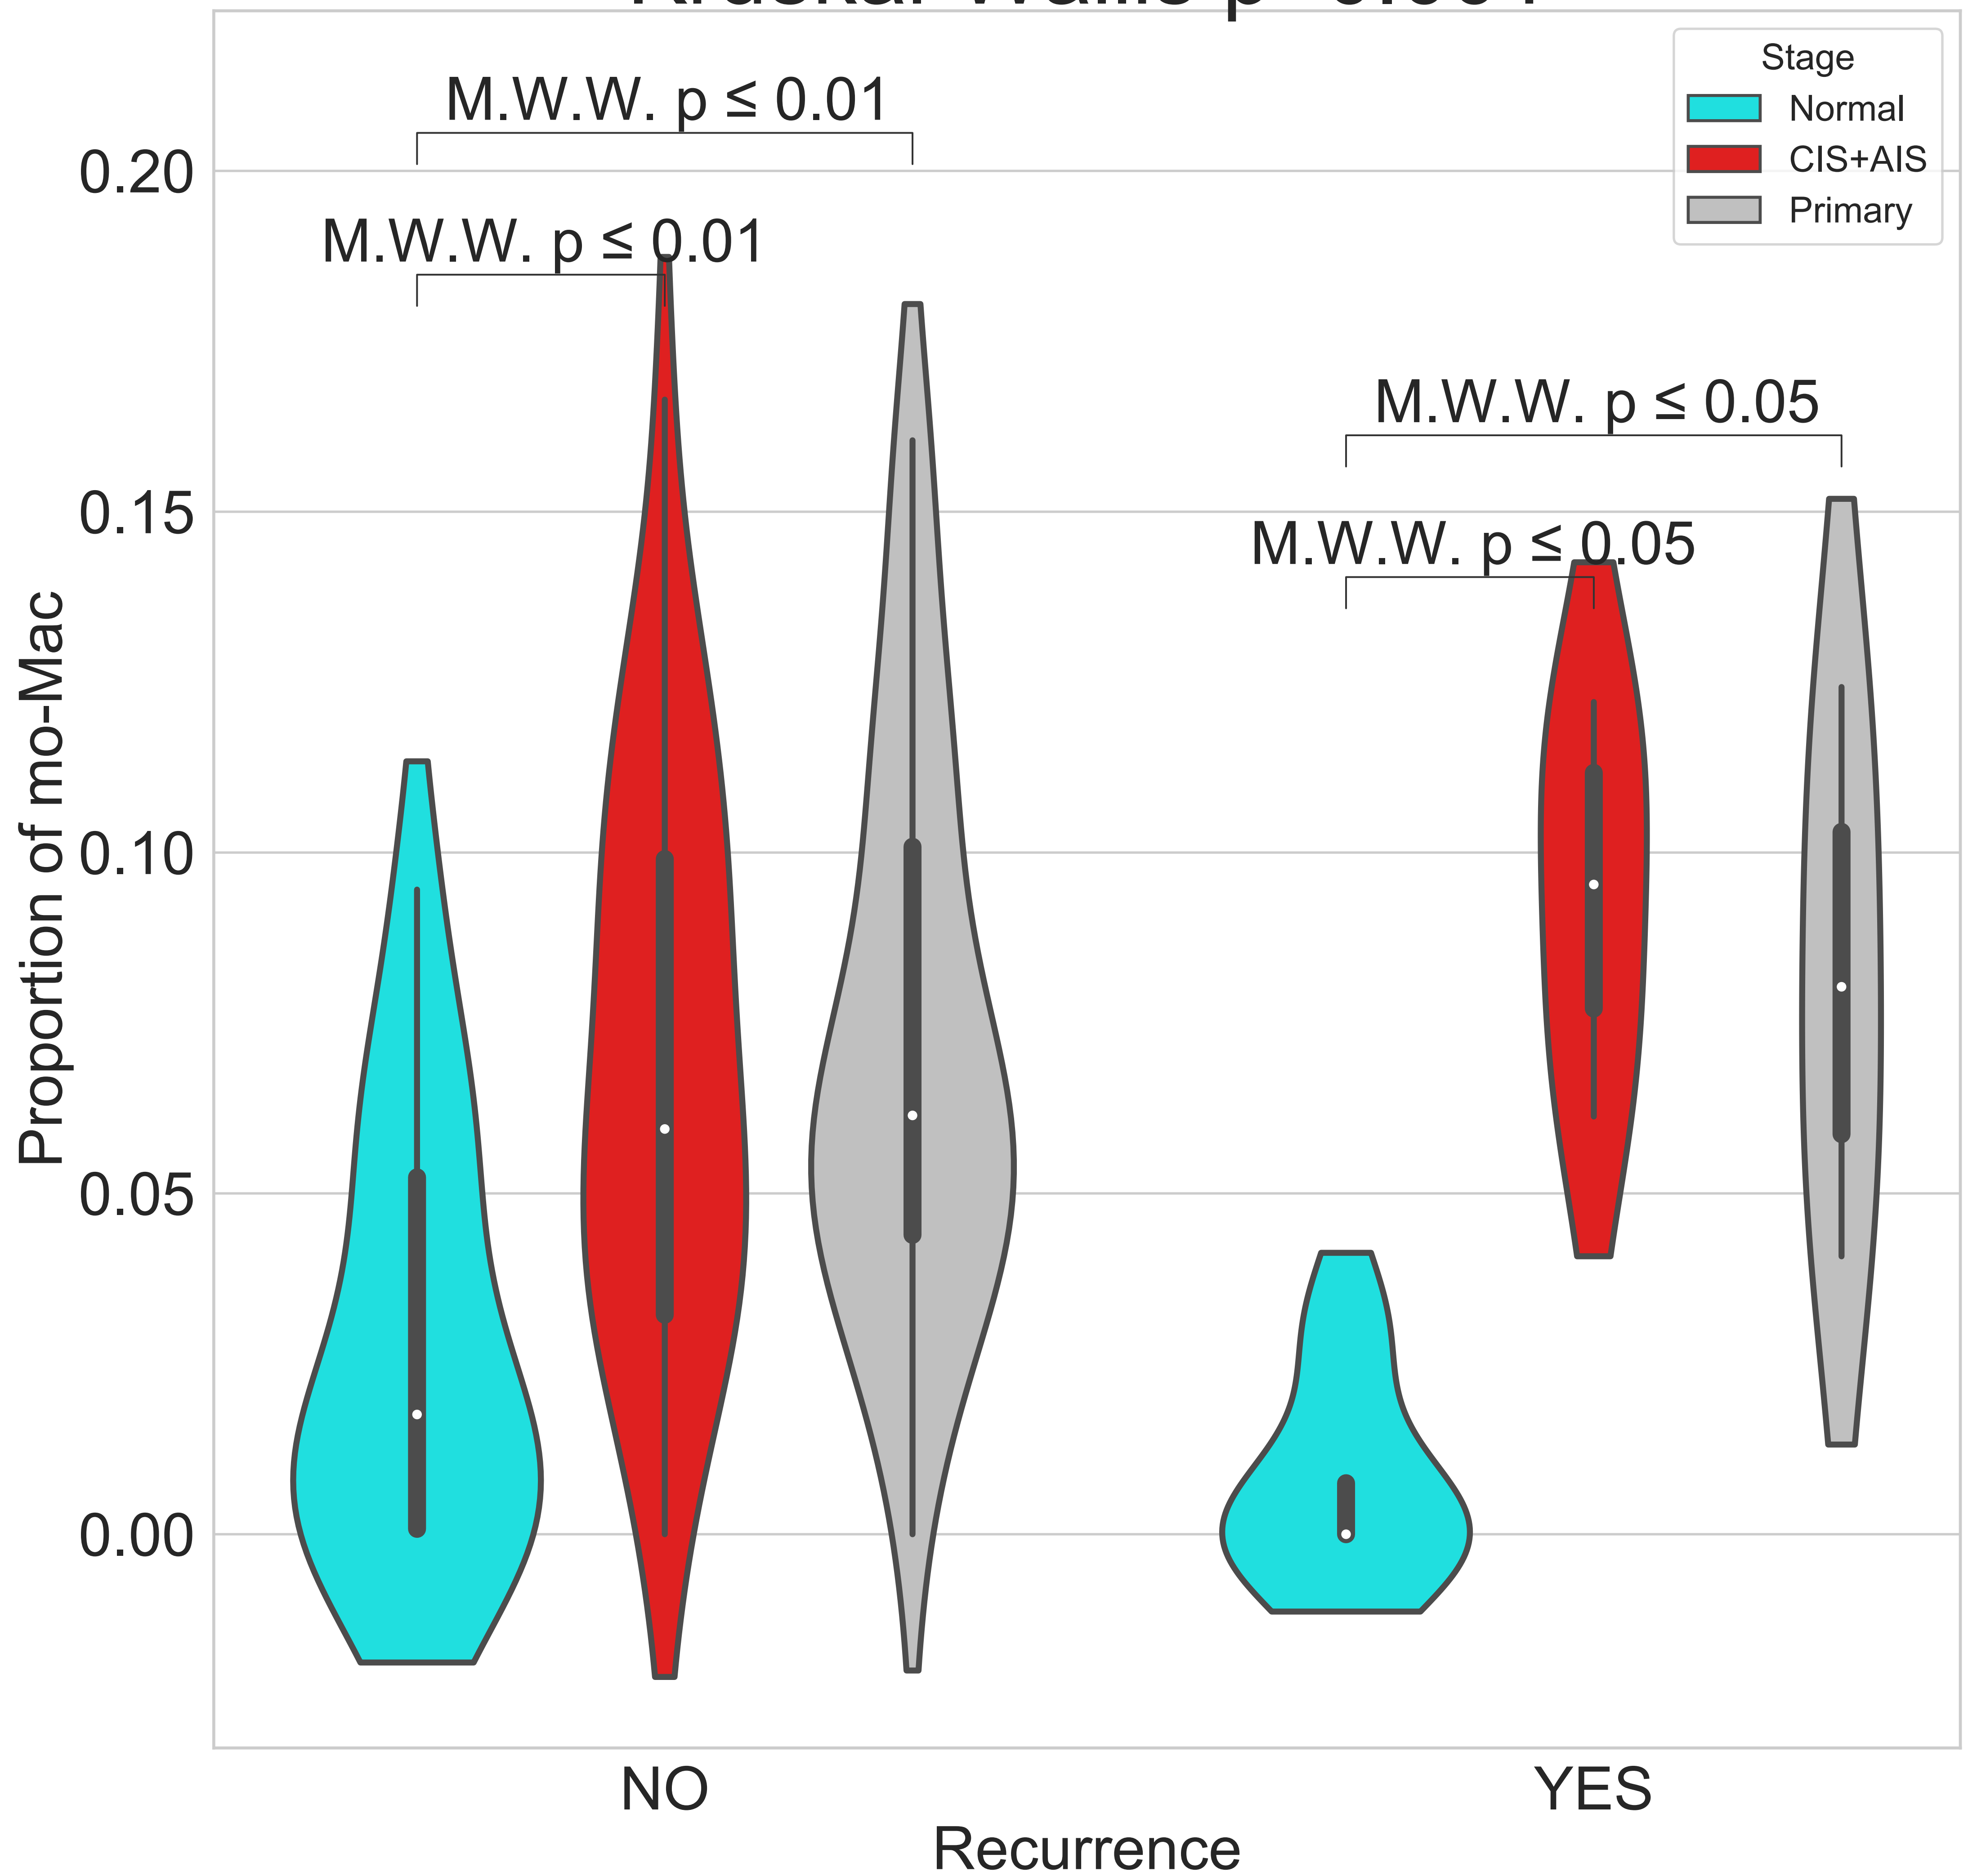 Stage
Normal
CIS+AIS
Primary
M.W.W. p ≤ 0.01
M.W.W. p ≤ 0.01
M.W.W. p ≤ 0.05
M.W.W. p ≤ 0.05
0.20
0.15
0.10
0.05
0.00
Proportion of mo-Mac
NO
YES
Recurrence